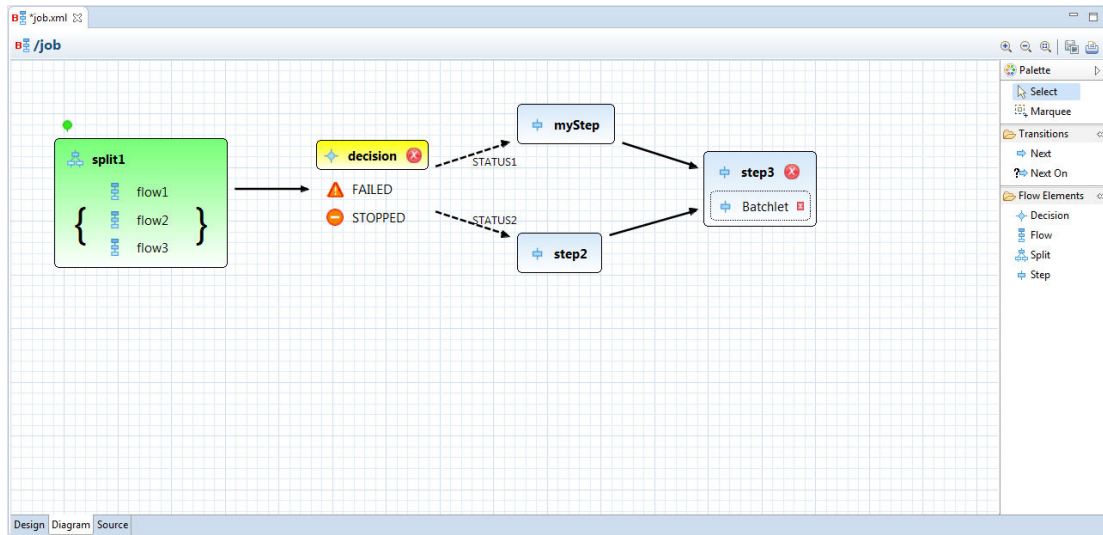 *job.xml
/job
Palette
Select
Marquee
Transitions
Next
Next On
Flow Elements
Decision
Flow
Split
Step
split1
flow1
{ flow2 }
flow3
decision
FAILED
STOPPED
STATUS1
STATUS2
myStep
step2
step3
Batchlet
Design Diagram Source